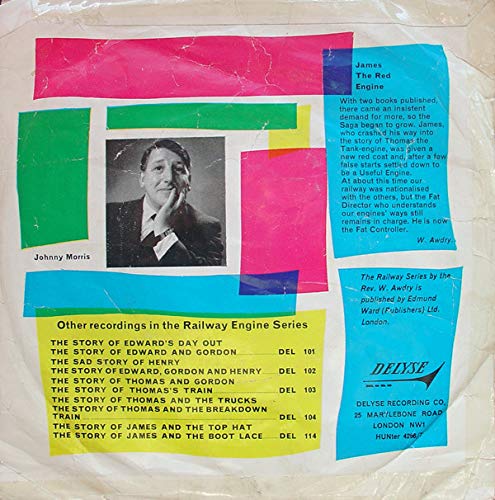 James
The Red
Engine
With two books published,
there came an insistent
demand for more, so the
Saga began to grow. James,
who crashed his way into
the story of Thomas the
Tank-engine, was given a
new red coat and, after a few
false starts settled down to
be a Useful Engine.
At about this time our
railway was nationalised
with the others, but the Fat
Director who understands
our engines' ways still
remains in charge. He is now
the Fat Controller.
W. Awdry.
Johnny Morris
The Railway Series by the
Rev. W. Awdry is
published by Edmund
Ward (Publishers) Ltd.
London.
Other recordings in the Railway Engine Series
THE STORY OF EDWARD'S DAY OUT
THE STORY OF EDWARD AND GORDON DEL 101
THE SAD STORY OF HENRY
THE STORY OF EDWARD, GORDON AND HENRY DEL 102
THE STORY OF THOMAS AND GORDON
THE STORY OF THOMAS'S TRAIN DEL 103
THE STORY OF THOMAS AND THE TRUCKS
THE STORY OF THOMAS AND THE BREAKDOWN
TRAIN DEL 104
THE STORY OF JAMES AND THE TOP HAT
THE STORY OF JAMES AND THE BOOT LACE DEL 114
DELYSE
DELYSE RECORDING CO.
25 MARYLEBONE ROAD
LONDON NW1
HUNter